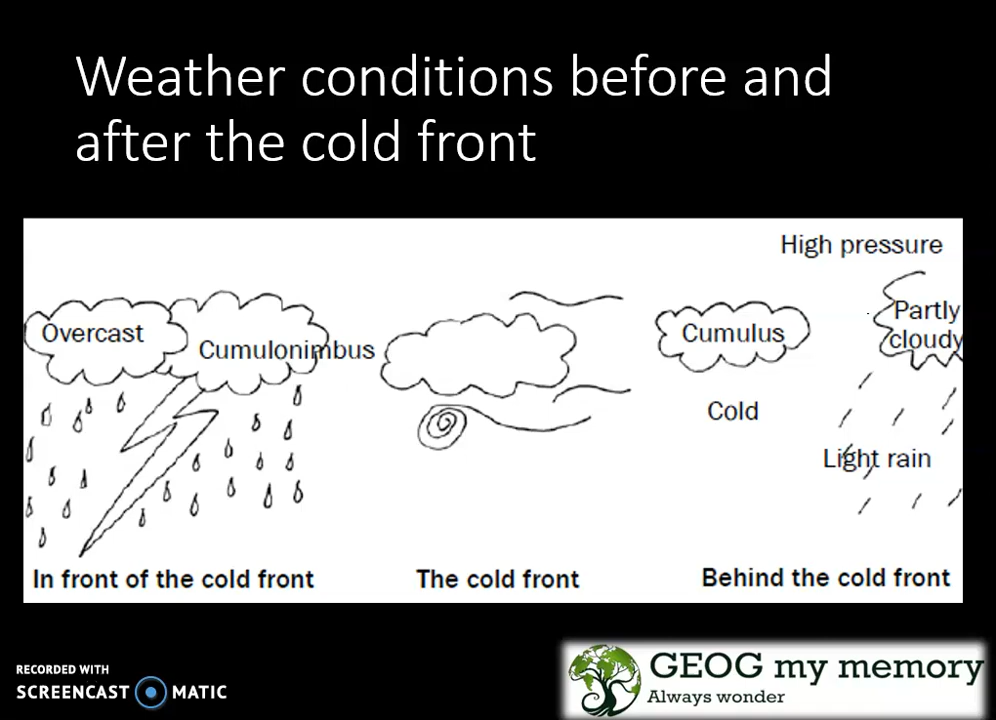 Weather conditions before and
after the cold front
High pressure
Overcast
Cumulonimbus
Cumulus
Partly
cloudy
Cold
Light rain
In front of the cold front
The cold front
Behind the cold front
RECORDED WITH
SCREENCAST MATIC
GEOG my memory
Always wonder